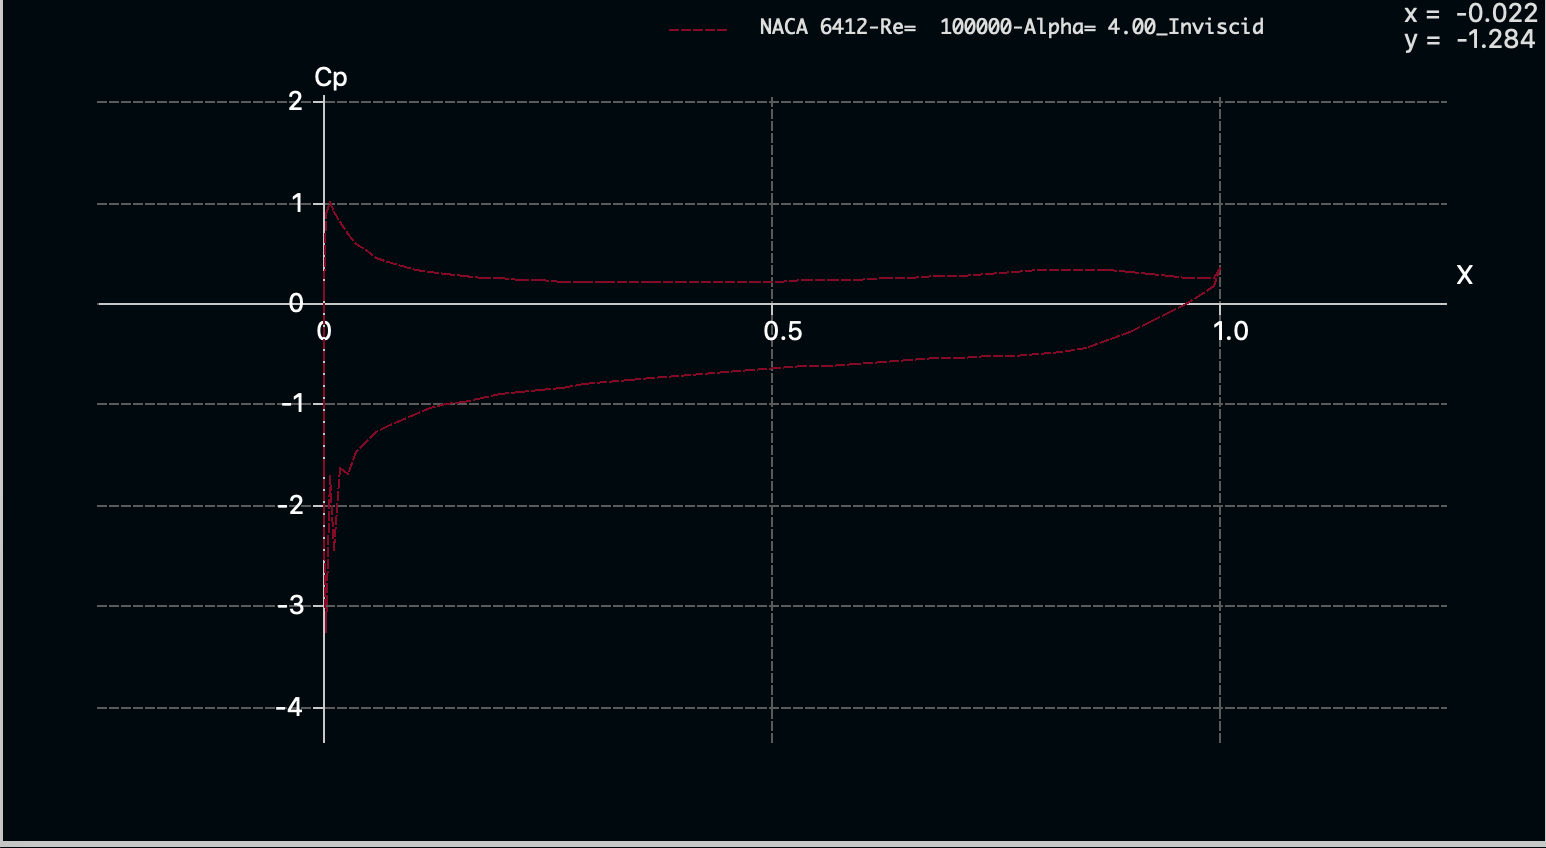 NACA 6412-Re=  100000-Alpha= 4.00_Inviscid
x = -0.022
y = -1.284
Cp
2
1
X
0
0 0.5 1.0
-1
-2
-3
-4